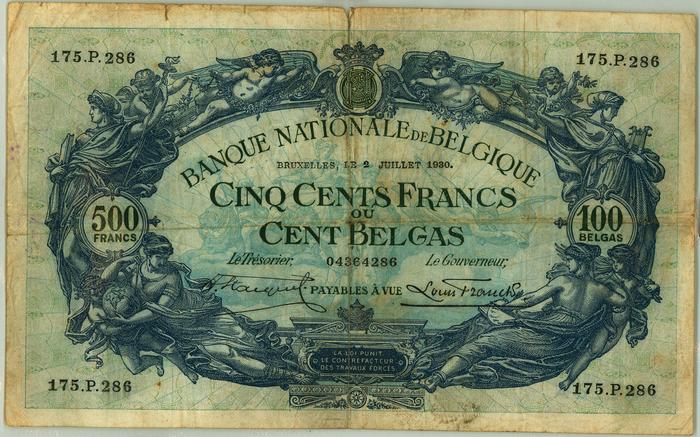 175.P.286 175.P.286
BANQUE NATIONALE DE BELGIQUE
BRUXELLES, LE 2 JUILLET 1930.
CINQ CENTS FRANCS
OU
CENT BELGAS
500 FRANCS
100 BELGAS
Le Trésorier, 04364286 Le Gouverneur,
PAYABLES À VUE Louis Franck
LA LOI PUNIT
LE CONTREFACTEUR
DES TRAVAUX FORCÉS
175.P.286 175.P.286